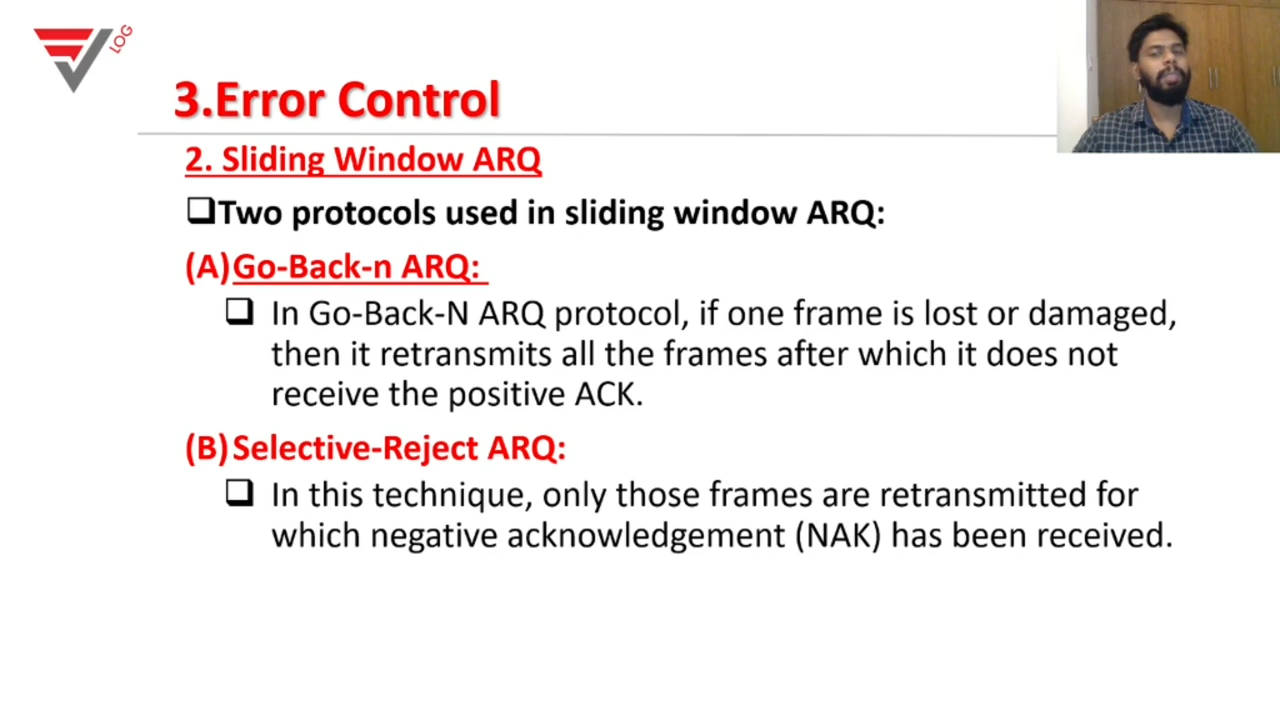 LOG
3.Error Control
2. Sliding Window ARQ
Two protocols used in sliding window ARQ:
(A) Go-Back-n ARQ:
In Go-Back-N ARQ protocol, if one frame is lost or damaged,
then it retransmits all the frames after which it does not
receive the positive ACK.
(B) Selective-Reject ARQ:
In this technique, only those frames are retransmitted for
which negative acknowledgement (NAK) has been received.